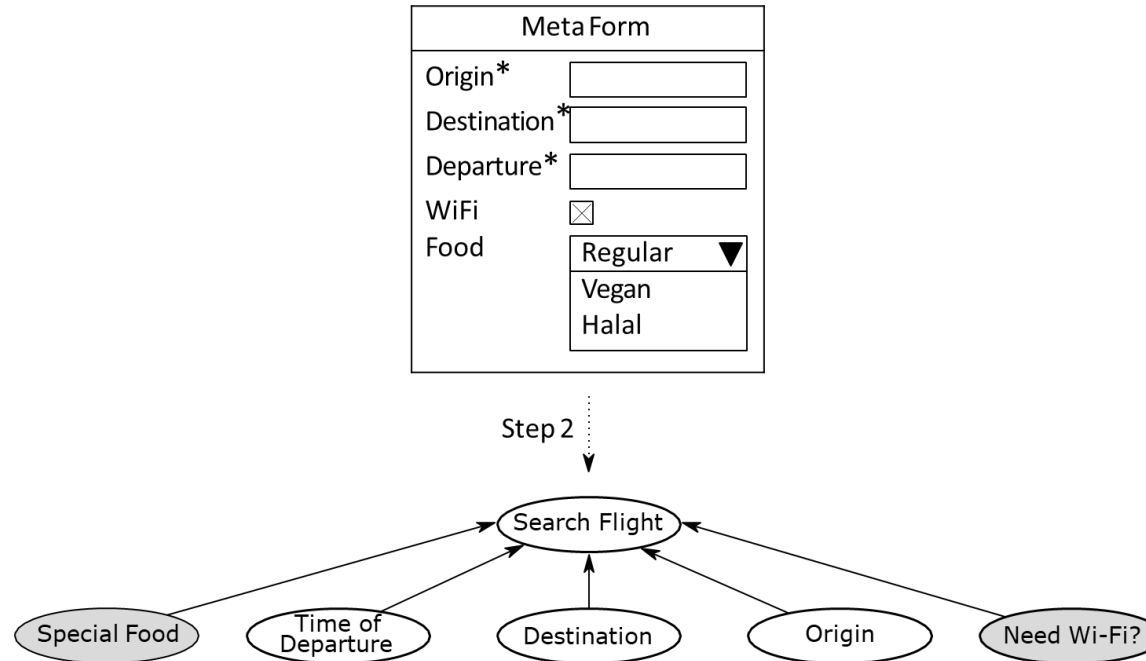 Meta Form
Origin*
Destination*
Departure*
WiFi
Food
Regular
Vegan
Halal
Step 2
Search Flight
Special Food
Time of
Departure
Destination
Origin
Need Wi-Fi?